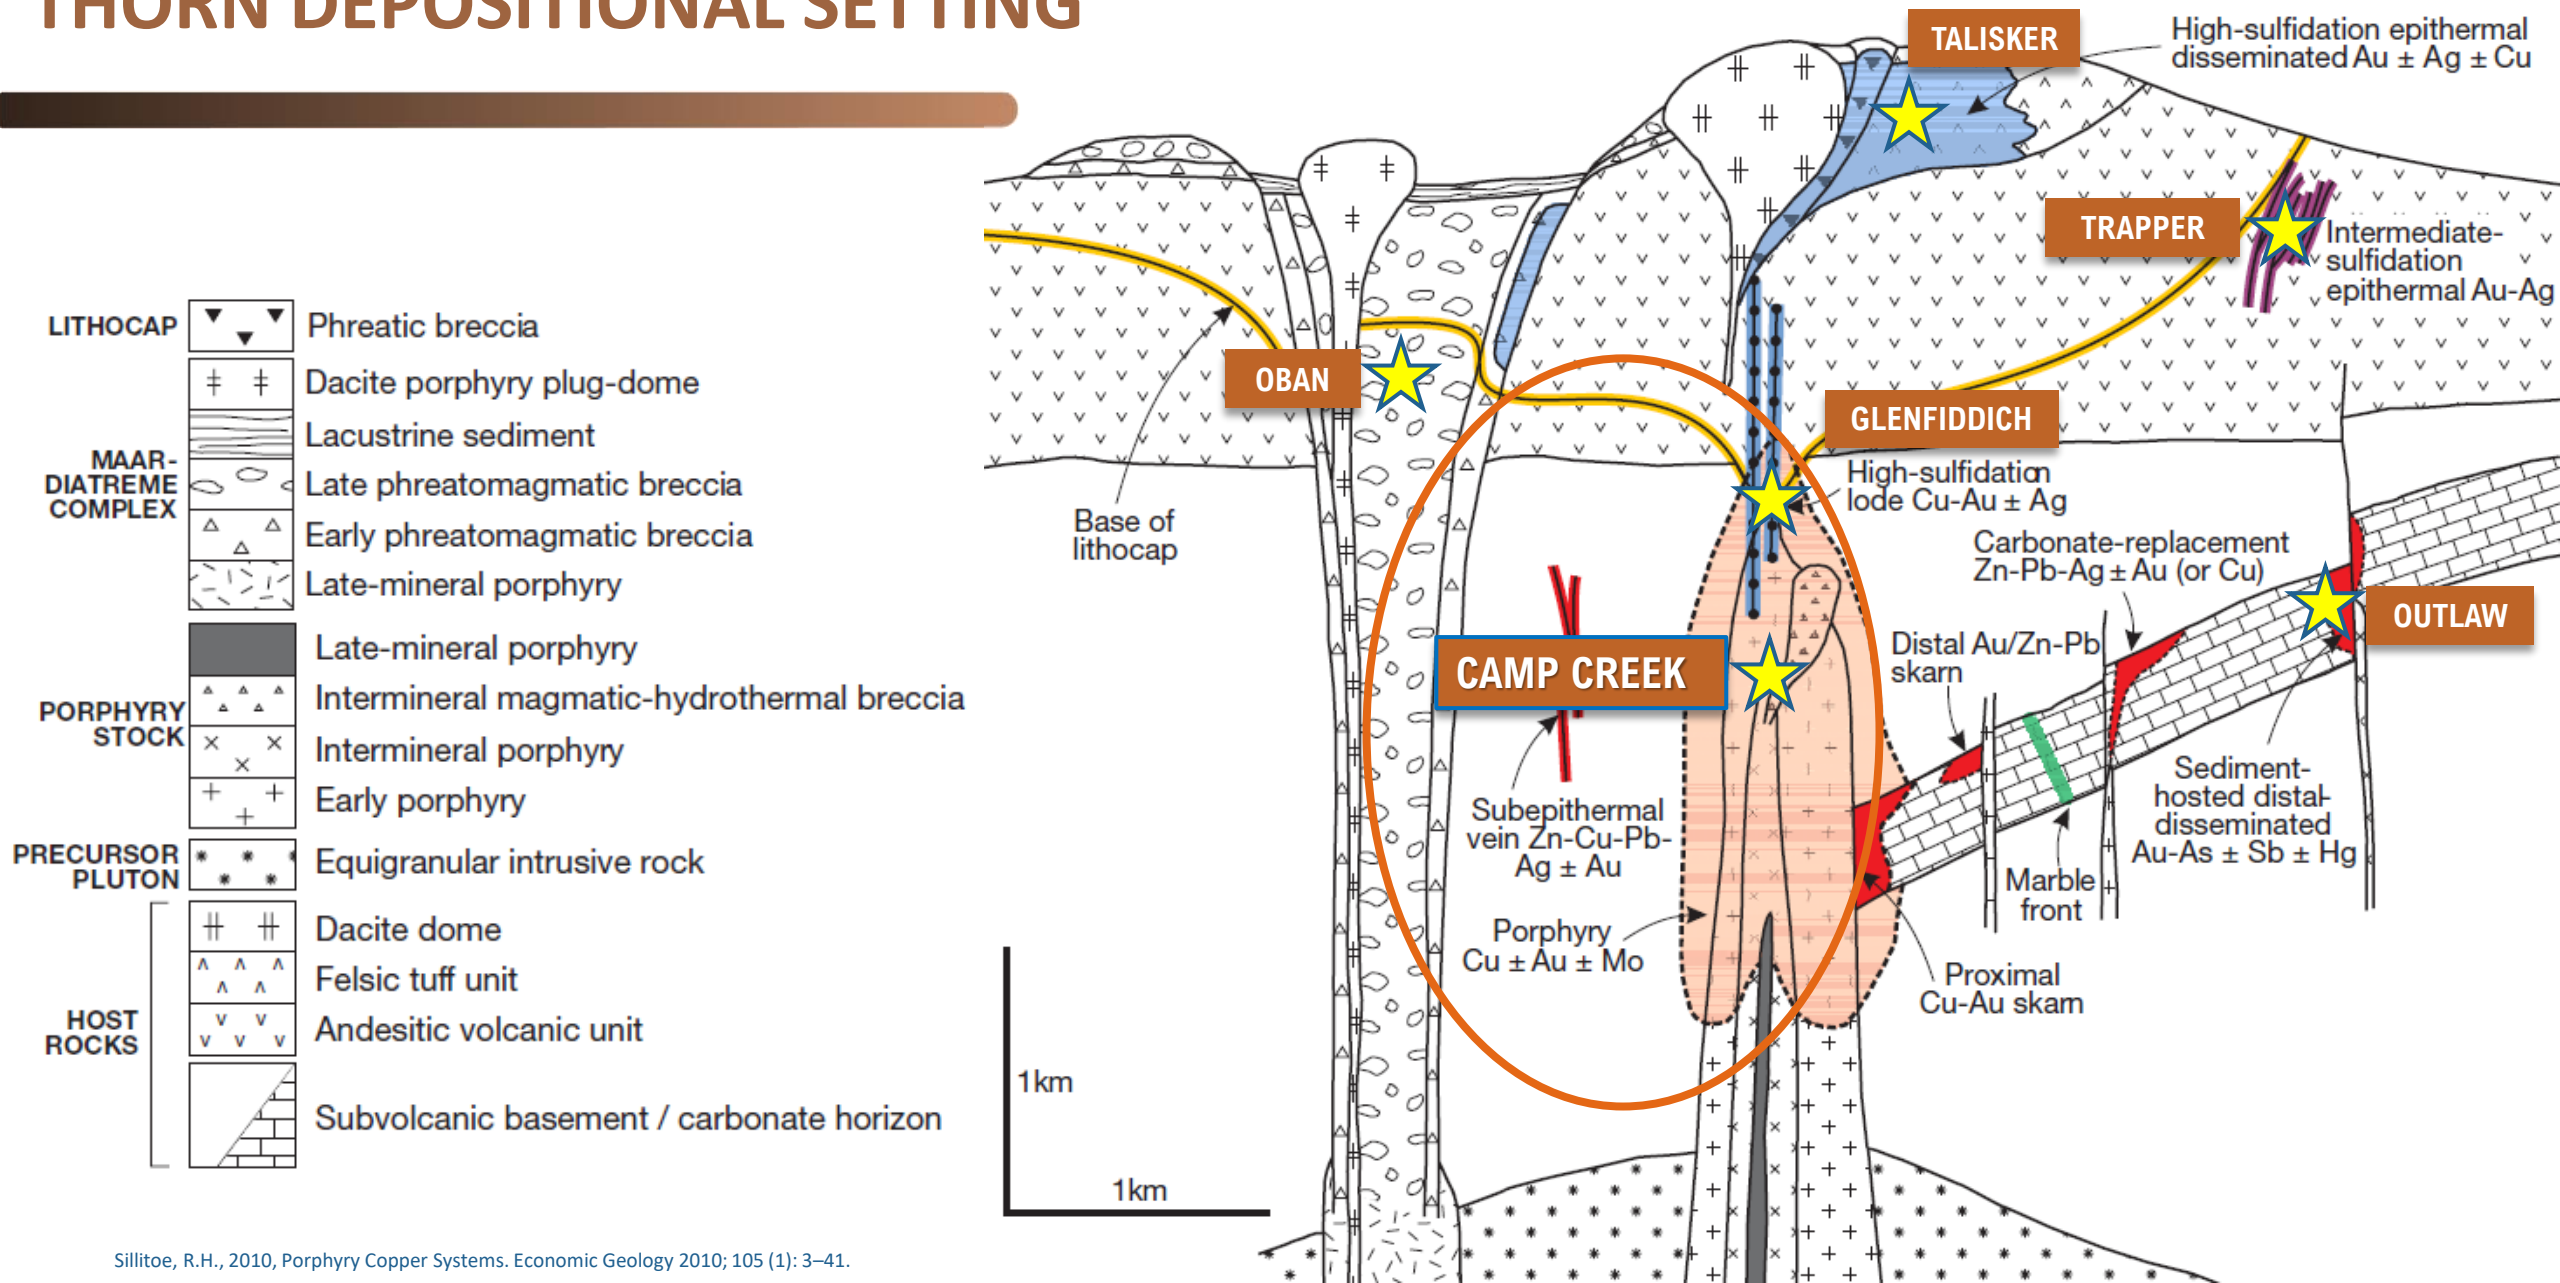 THORN DEPOSITIONAL SETTING
LITHOCAP
Phreatic breccia
MAAR-
DIATREME
COMPLEX
Dacite porphyry plug-dome
Lacustrine sediment
Late phreatomagmatic breccia
Early phreatomagmatic breccia
Late-mineral porphyry
PORPHYRY
STOCK
Late-mineral porphyry
Intermineral magmatic-hydrothermal breccia
Intermineral porphyry
Early porphyry
PRECURSOR
PLUTON
Equigranular intrusive rock
HOST
ROCKS
Dacite dome
Felsic tuff unit
Andesitic volcanic unit
Subvolcanic basement / carbonate horizon
Sillitoe, R.H., 2010, Porphyry Copper Systems. Economic Geology 2010; 105 (1): 3–41.
1km
1km
TALISKER
High-sulfidation epithermal
disseminated Au ± Ag ± Cu
TRAPPER
Intermediate-
sulfidation
epithermal Au-Ag
OBAN
GLENFIDDICH
High-sulfidation
lode Cu-Au ± Ag
Base of
lithocap
Carbonate-replacement
Zn-Pb-Ag ± Au (or Cu)
OUTLAW
Distal Au/Zn-Pb
skarn
CAMP CREEK
Subepithermal
vein Zn-Cu-Pb-
Ag ± Au
Sediment-
hosted distal-
disseminated
Au-As ± Sb ± Hg
Marble
front
Porphyry
Cu ± Au ± Mo
Proximal
Cu-Au skarn